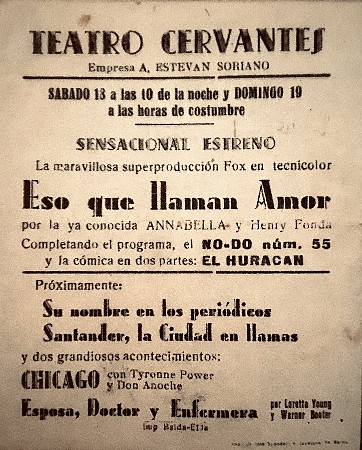 TEATRO CERVANTES
Empresa A. ESTEVAN SORIANO
SABADO 18 a las 10 de la noche y DOMINGO 19
a las horas de costumbre
SENSACIONAL ESTRENO
La maravillosa superproducción Fox en tecnicolor
Eso que llaman Amor
por la ya conocida ANNABELLA y Henry Fonda
Completando el programa, el NO-DO núm. 55
y la cómica en dos partes: EL HURACAN
Próximamente:
Su nombre en los periódicos
Santander, la Ciudad en llamas
y dos grandiosos acontecimientos:
CHICAGO con Tyronne Power
y Don Anoche
Esposa, Doctor y Enfermera por Loretta Young
y Warner Boxter
Imp